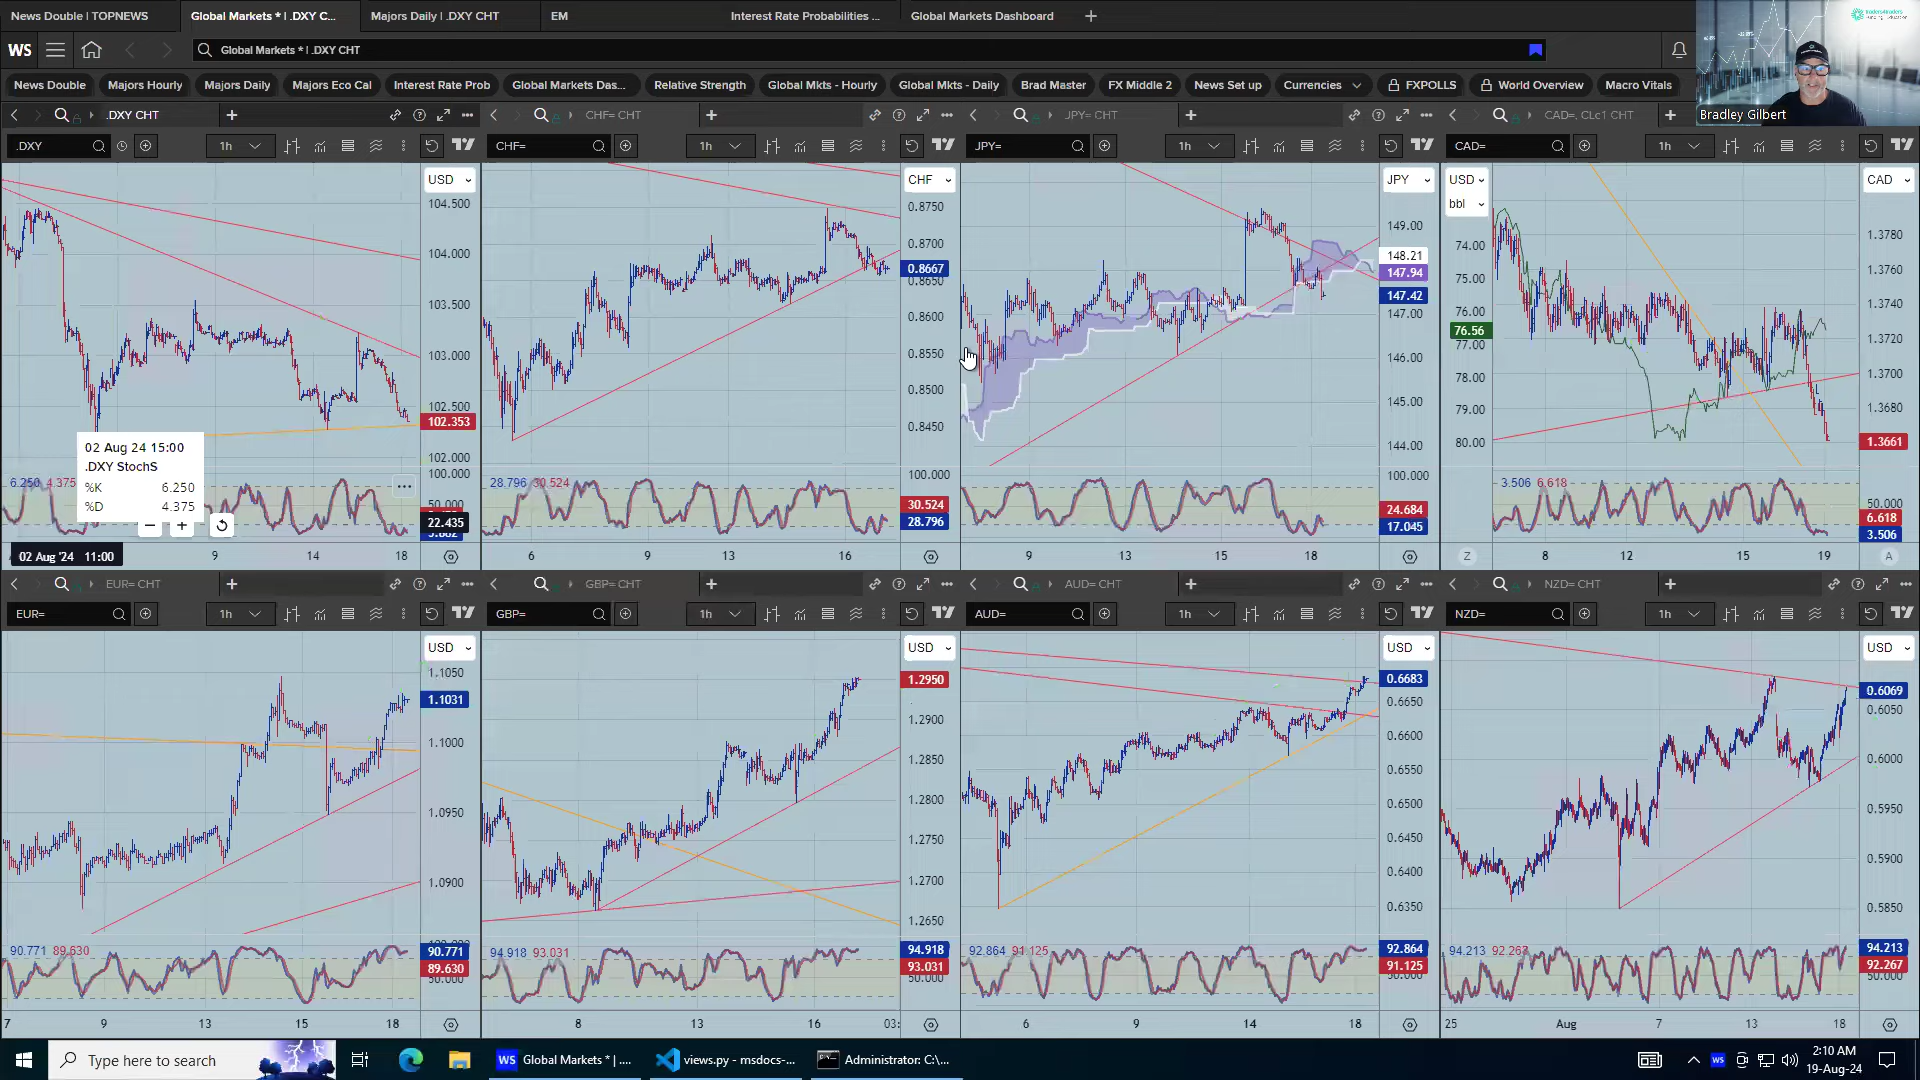 News Double | TOPNEWS
Global Markets * | .DXY C...
Majors Daily | .DXY CHT
EM
Interest Rate Probabilities ...
Global Markets Dashboard
traders4traders
WS
Global Markets * | .DXY CHT
News Double
Majors Hourly
Majors Daily
Majors Eco Cal
Interest Rate Prob
Global Markets Das...
Relative Strength
Global Mkts - Hourly
Global Mkts - Daily
Brad Master
FX Middle 2
News Set up
Currencies
FXPOLLS
World Overview
Macro Vitals
Bradley Gilbert
.DXY CHT
CHF= CHT
JPY= CHT
CAD=, CLc1 CHT
.DXY
1h
CHF=
1h
JPY=
1h
CAD=
1h
USD
104.500
104.000
103.500
103.000
102.500
102.353
102.000
100.000
50.000
22.435
02 Aug 24 15:00
.DXY StochS
%K 6.250
%D 4.375
6.250 4.375
02 Aug '24 11:00
9
14
18
CHF
0.8750
0.8700
0.8667
0.8650
0.8600
0.8550
0.8500
0.8450
100.000
30.524
28.796
28.796 30.524
6
9
13
16
JPY
149.00
148.21
147.94
147.42
147.00
146.00
145.00
144.00
100.000
24.684
17.045
9
13
15
18
USD
bbl
74.00
75.00
76.00
76.56
77.00
78.00
79.00
80.00
CAD
1.3780
1.3760
1.3740
1.3720
1.3700
1.3680
1.3661
3.506 6.618
50.000
6.618
3.506
Z
8
12
15
19
A
EUR= CHT
GBP= CHT
AUD= CHT
NZD= CHT
EUR=
1h
GBP=
1h
AUD=
1h
NZD=
1h
USD
1.1050
1.1031
1.1000
1.0950
1.0900
90.771 89.630
90.771
89.630
50.000
7
9
13
15
18
USD
1.2950
1.2900
1.2850
1.2800
1.2750
1.2700
1.2650
94.918 93.031
94.918
93.031
50.000
8
13
16
03:
USD
0.6683
0.6650
0.6600
0.6550
0.6500
0.6450
0.6400
0.6350
92.864 91.125
92.864
91.125
50.000
6
9
14
18
USD
0.6069
0.6050
0.6000
0.5950
0.5900
0.5850
94.213 92.267
94.213
92.267
50.000
25
Aug
7
13
18
Type here to search
Global Markets * | ....
views.py - msdocs-...
Administrator: C:\...
2:10 AM
19-Aug-24